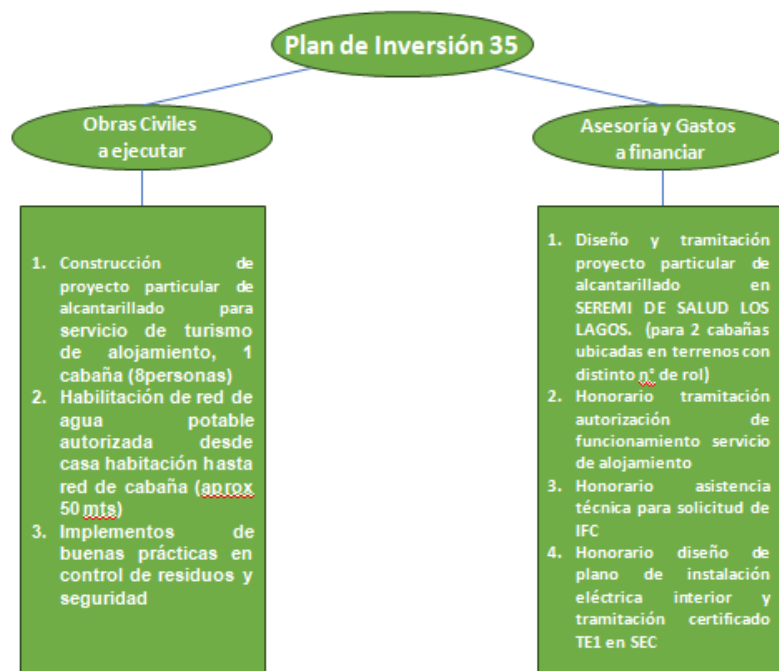 Plan de Inversión 35
Obras Civiles
a ejecutar
1. Construcción de
proyecto particular de
alcantarillado para
servicio de turismo
de alojamiento, 1
cabaña (8personas)
2. Habilitación de red de
agua potable
autorizada desde
casa habitación hasta
red de cabaña (aprox
50 mts)
3. Implementos de
buenas prácticas en
control de residuos y
seguridad
Asesoría y Gastos
a financiar
1. Diseño y tramitación
proyecto particular de
alcantarillado en
SEREMI DE SALUD LOS
LAGOS. (para 2 cabañas
ubicadas en terrenos con
distinto n° de rol)
2. Honorario tramitación
autorización de
funcionamiento servicio
de alojamiento
3. Honorario asistencia
técnica para solicitud de
IFC
4. Honorario diseño de
plano de instalación
eléctrica interior y
tramitación certificado
TE1 en SEC